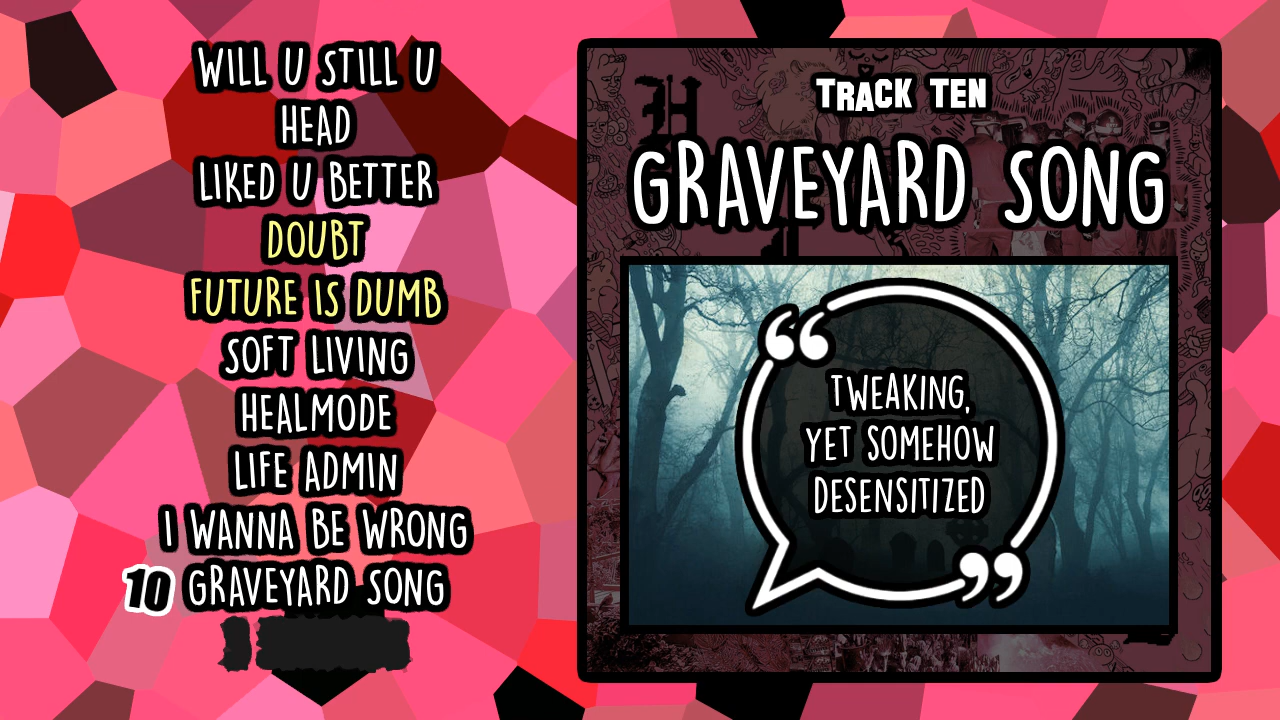 WILL U STILL U
HEAD
LIKED U BETTER
DOUBT
FUTURE IS DUMB
SOFT LIVING
HEALMODE
LIFE ADMIN
I WANNA BE WRONG
10 GRAVEYARD SONG
TRACK TEN
GRAVEYARD SONG
“TWEAKING,
YET SOMEHOW
DESENSITIZED”